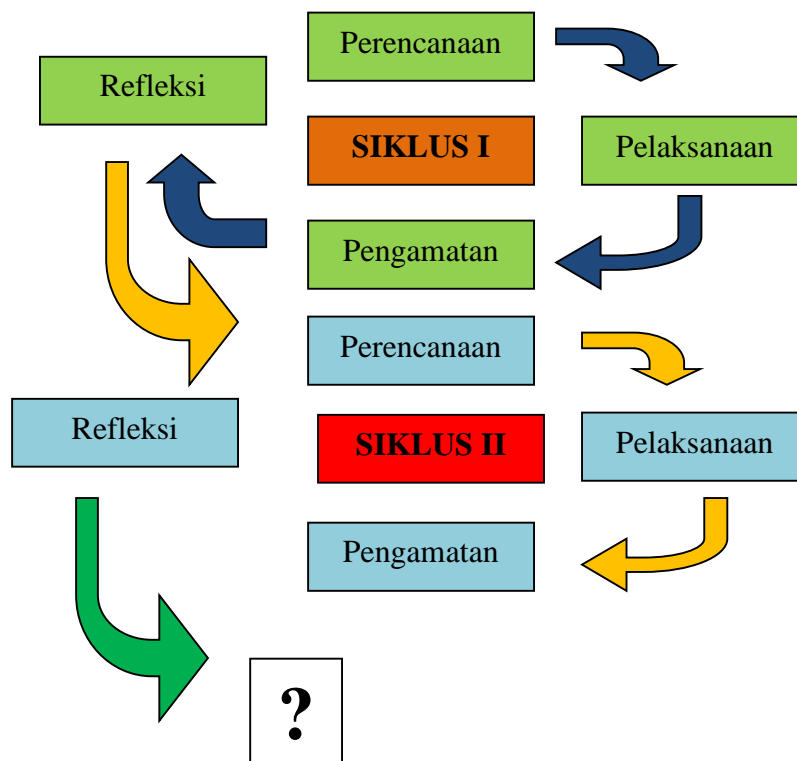 Perencanaan
Refleksi
SIKLUS I
Pelaksanaan
Pengamatan
Perencanaan
Refleksi
SIKLUS II
Pelaksanaan
Pengamatan
?